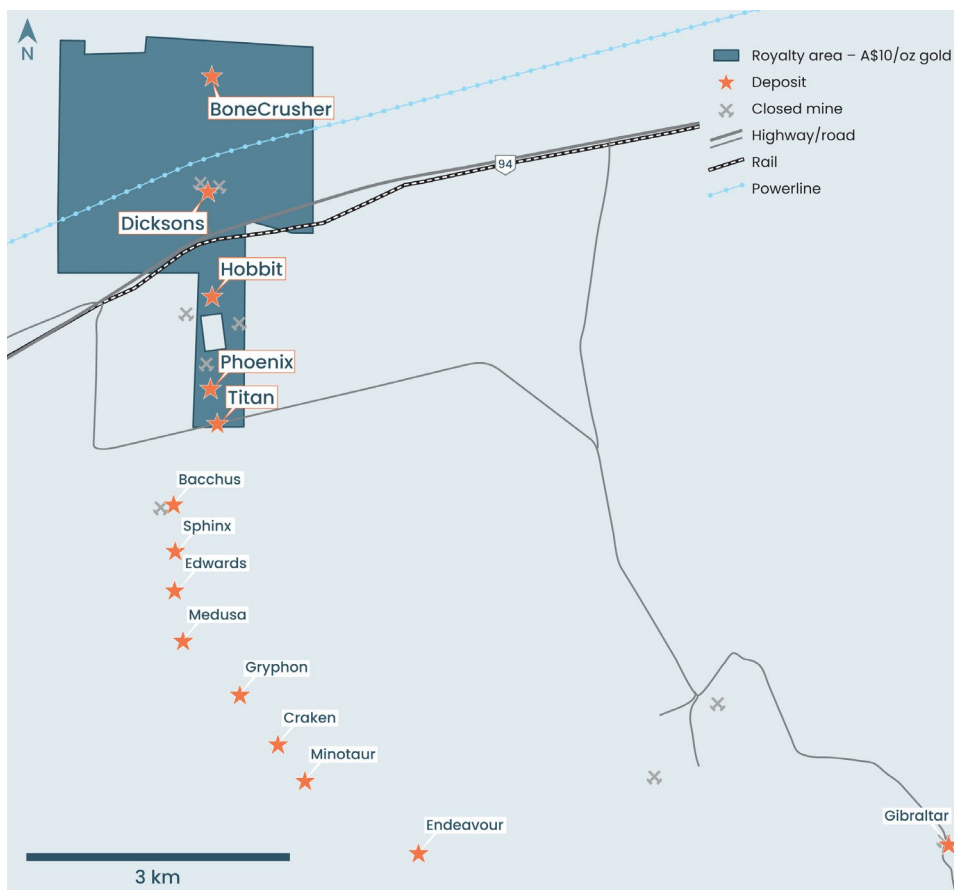 N
Royalty area – A$10/oz gold
Deposit
Closed mine
Highway/road
Rail
Powerline
BoneCrusher
94
Dicksons
Hobbit
Phoenix
Titan
Bacchus
Sphinx
Edwards
Medusa
Gryphon
Craken
Minotaur
Endeavour
Gibraltar
3 km